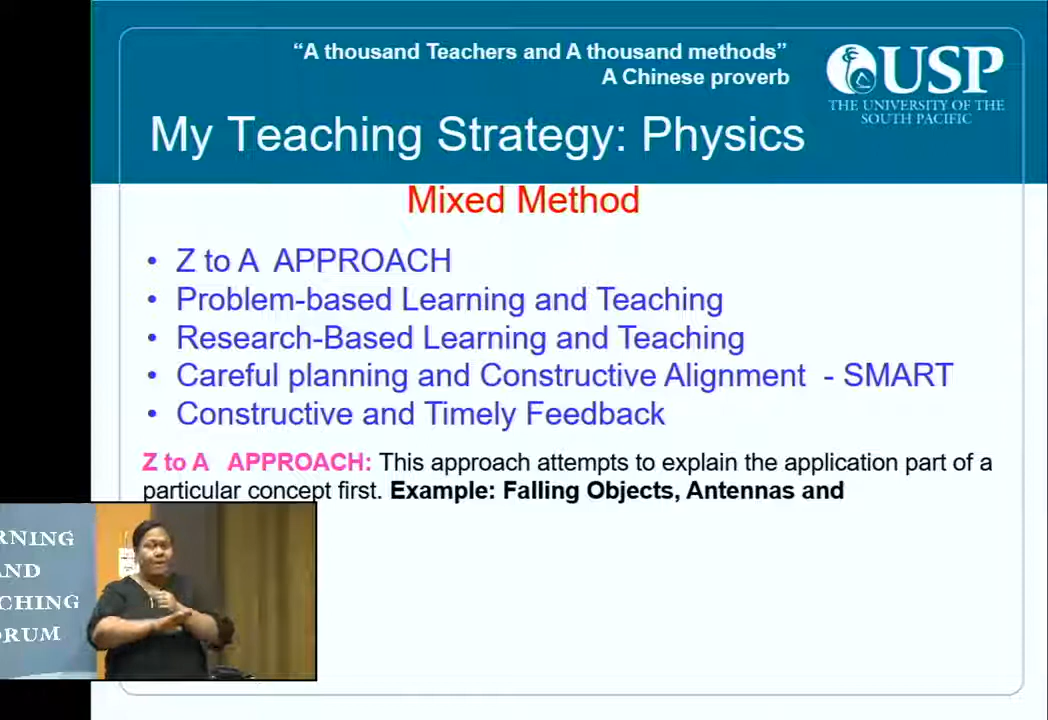 “A thousand Teachers and A thousand methods”
A Chinese proverb
USP
THE UNIVERSITY OF THE
SOUTH PACIFIC
My Teaching Strategy: Physics
Mixed Method
• Z to A APPROACH
• Problem-based Learning and Teaching
• Research-Based Learning and Teaching
• Careful planning and Constructive Alignment - SMART
• Constructive and Timely Feedback
Z to A APPROACH: This approach attempts to explain the application part of a
particular concept first. Example: Falling Objects, Antennas and
RNING
AND
CHING
ORUM